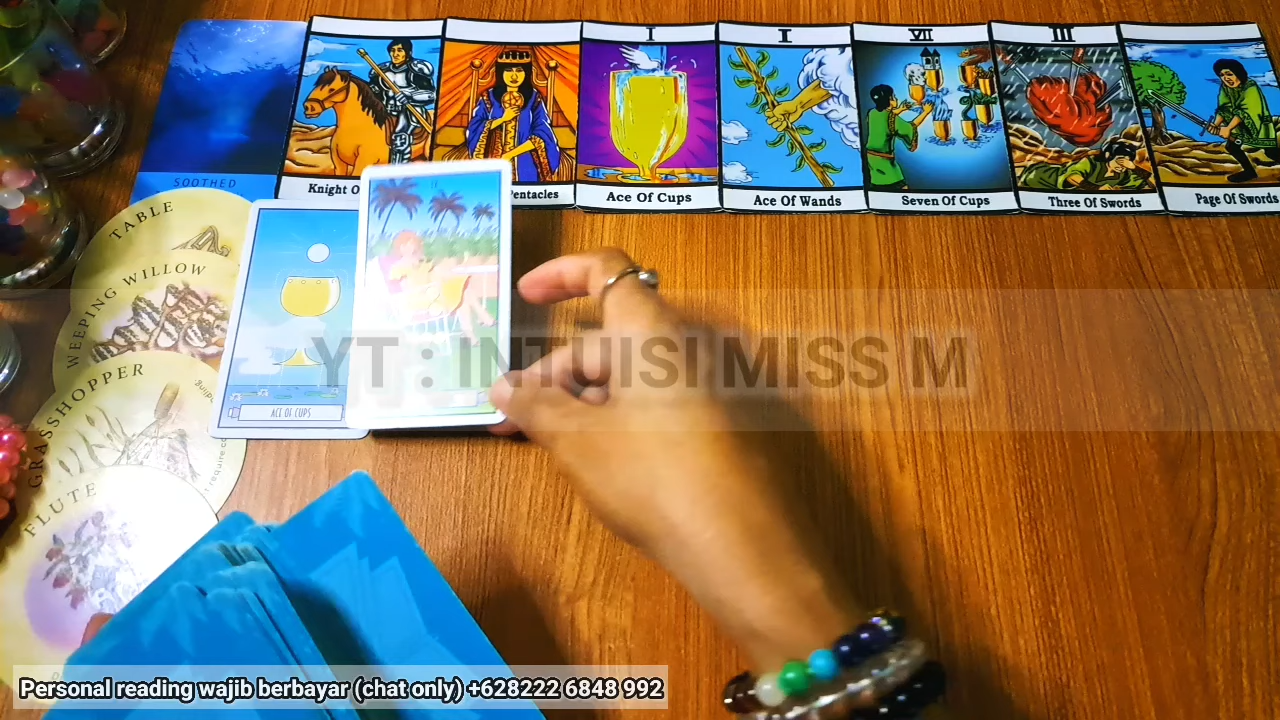 I
I
VII
III
SOOTHED
Knight O
Pentacles
Ace Of Cups
Ace Of Wands
Seven Of Cups
Three Of Swords
Page Of Swords
TABLE
WEEPING WILLOW
GRASSHOPPER
FLUTE
ACE OF CUPS
YT : INTUISI MISS M
Personal reading wajib berbayar (chat only) +628222 6848 992